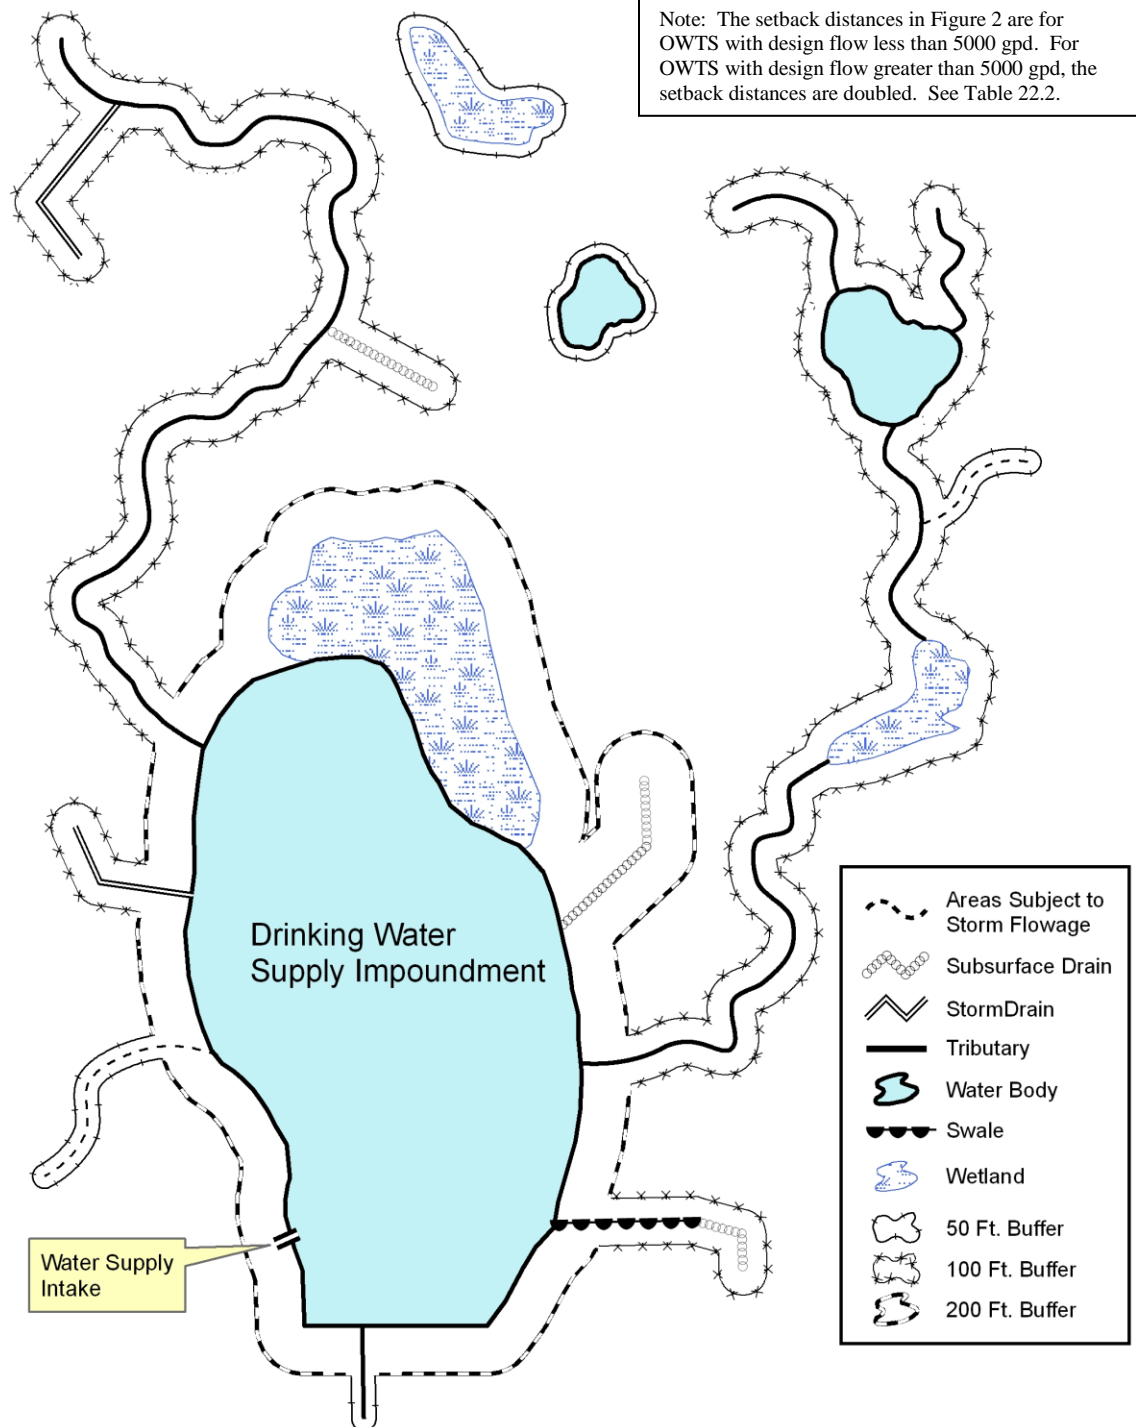 Note: The setback distances in Figure 2 are for
OWTS with design flow less than 5000 gpd. For
OWTS with design flow greater than 5000 gpd, the
setback distances are doubled. See Table 22.2.
Drinking Water
Supply Impoundment
Water Supply
Intake
Areas Subject to
Storm Flowage
Subsurface Drain
StormDrain
Tributary
Water Body
Swale
Wetland
50 Ft. Buffer
100 Ft. Buffer
200 Ft. Buffer